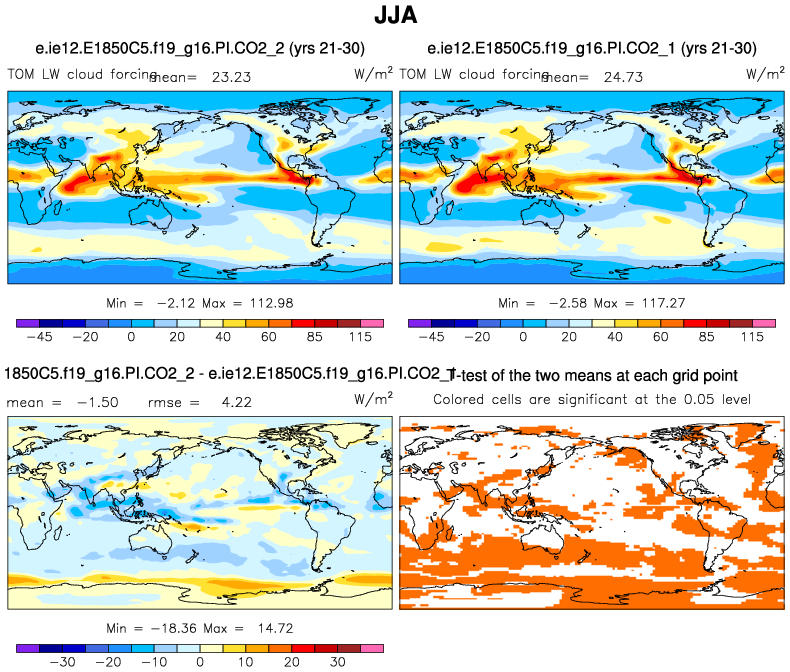 JJA
e.ie12.E1850C5.f19_g16.PI.CO2_2 (yrs 21-30)
TOM LW cloud forcing mean= 23.23 W/m²
Min = −2.12 Max = 112.98
−45 −20 0 20 40 60 85 115
e.ie12.E1850C5.f19_g16.PI.CO2_1 (yrs 21-30)
TOM LW cloud forcing mean= 24.73 W/m²
Min = −2.58 Max = 117.27
−45 −20 0 20 40 60 85 115
1850C5.f19_g16.PI.CO2_2 - e.ie12.E1850C5.f19_g16.PI.CO2_1
mean = −1.50 rmse = 4.22 W/m²
Min = −18.36 Max = 14.72
−30 −20 −10 0 10 20 30
T-test of the two means at each grid point
Colored cells are significant at the 0.05 level